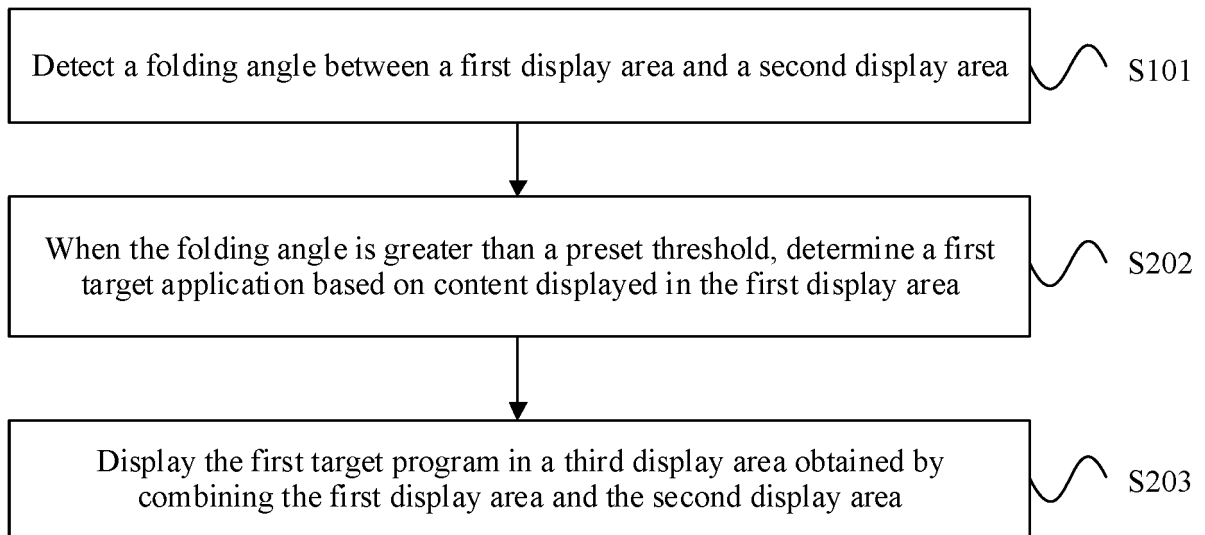 Detect a folding angle between a first display area and a second display area
S101
When the folding angle is greater than a preset threshold, determine a first
target application based on content displayed in the first display area
S202
Display the first target program in a third display area obtained by
combining the first display area and the second display area
S203